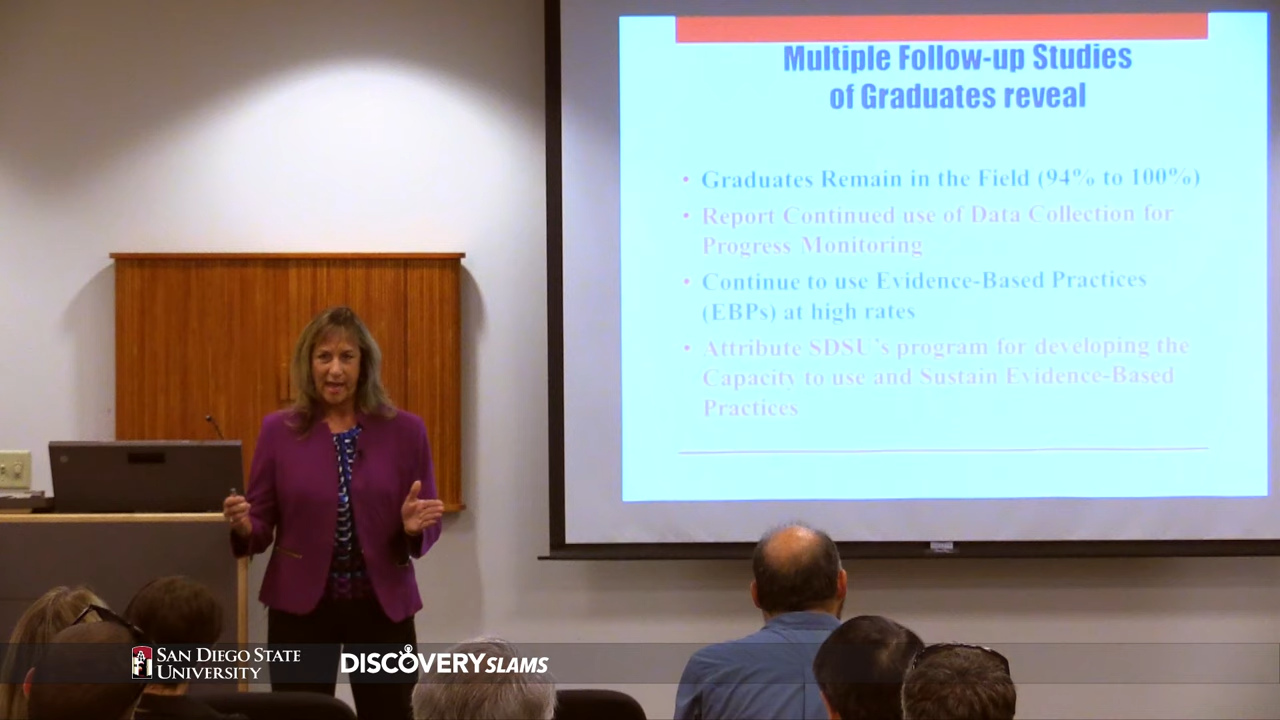 Multiple Follow-up Studies
of Graduates reveal
• Graduates Remain in the Field (94% to 100%)
• Report Continued use of Data Collection for
Progress Monitoring
• Continue to use Evidence-Based Practices
(EBPs) at high rates
• Attribute SDSU's program for developing the
Capacity to use and Sustain Evidence-Based
Practices
SAN DIEGO STATE
UNIVERSITY
DISCOVERY SLAMS